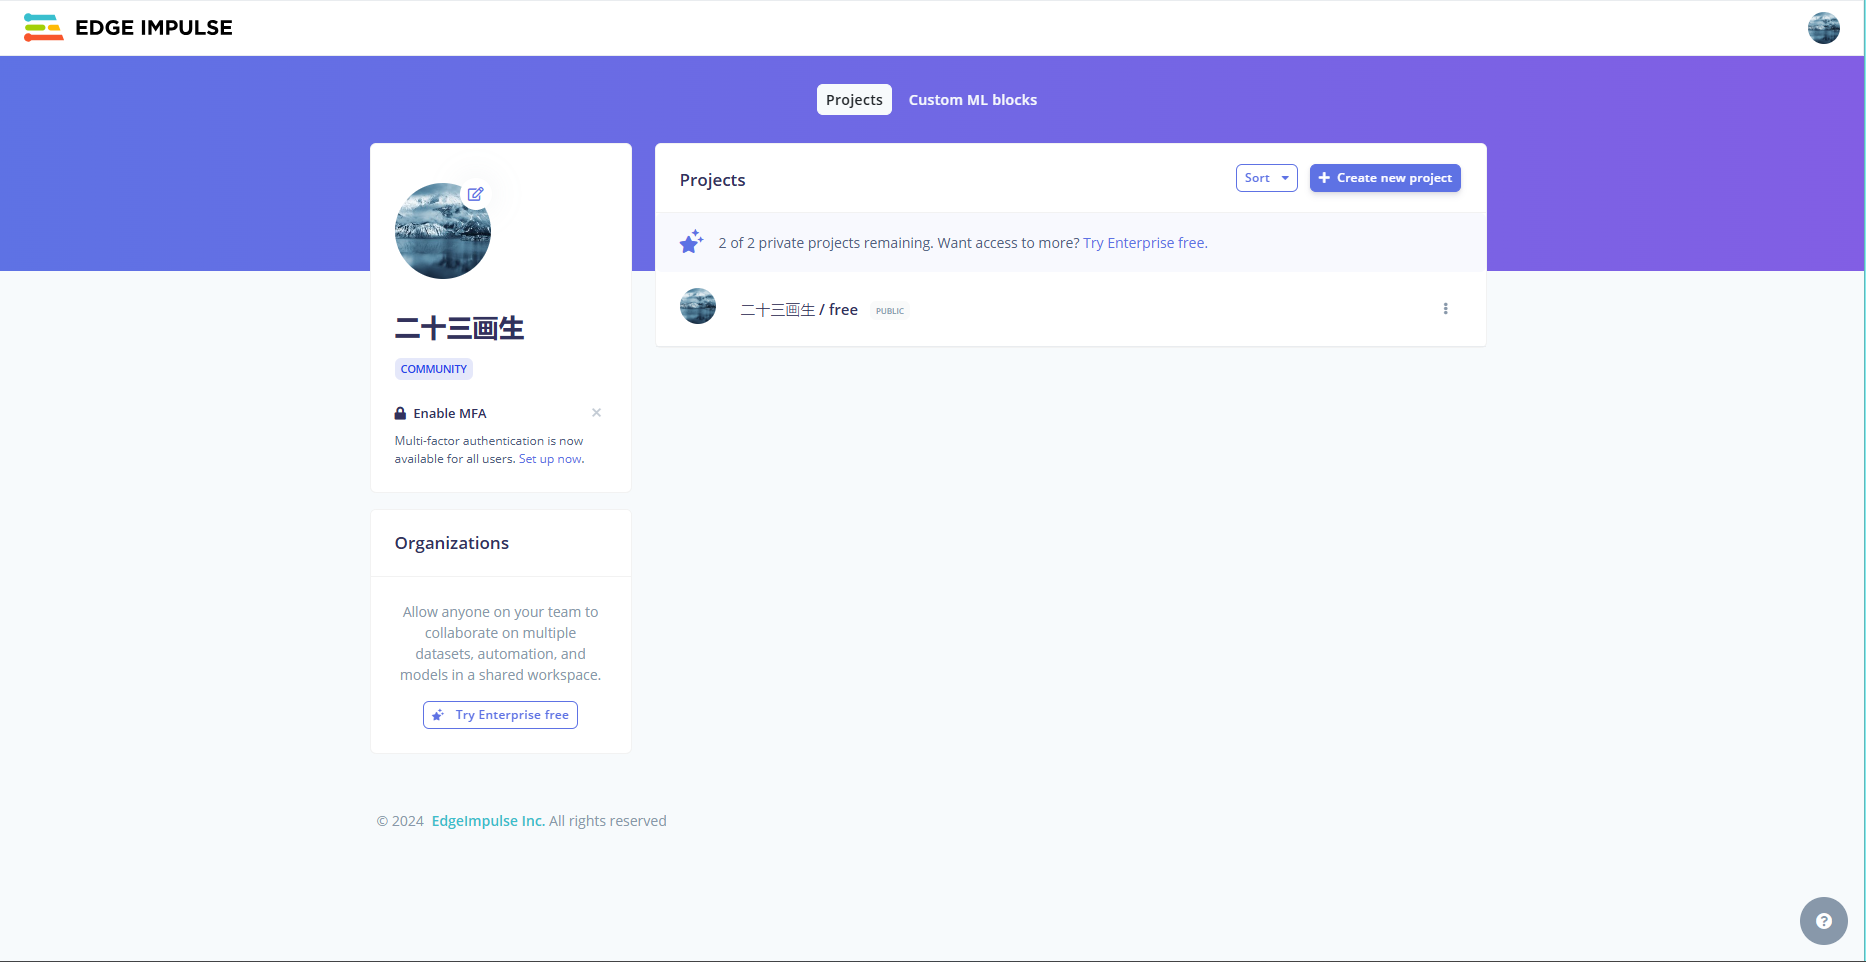 EDGE IMPULSE
Projects
Custom ML blocks
二十三画生
COMMUNITY
Enable MFA
Multi-factor authentication is now
available for all users. Set up now.
Organizations
Allow anyone on your team to
collaborate on multiple
datasets, automation, and
models in a shared workspace.
Try Enterprise free
Projects
Sort
Create new project
2 of 2 private projects remaining. Want access to more? Try Enterprise free.
二十三画生 / free PUBLIC
© 2024 EdgeImpulse Inc. All rights reserved